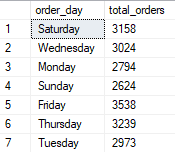 order_day total_orders
1 Saturday 3158
2 Wednesday 3024
3 Monday 2794
4 Sunday 2624
5 Friday 3538
6 Thursday 3239
7 Tuesday 2973